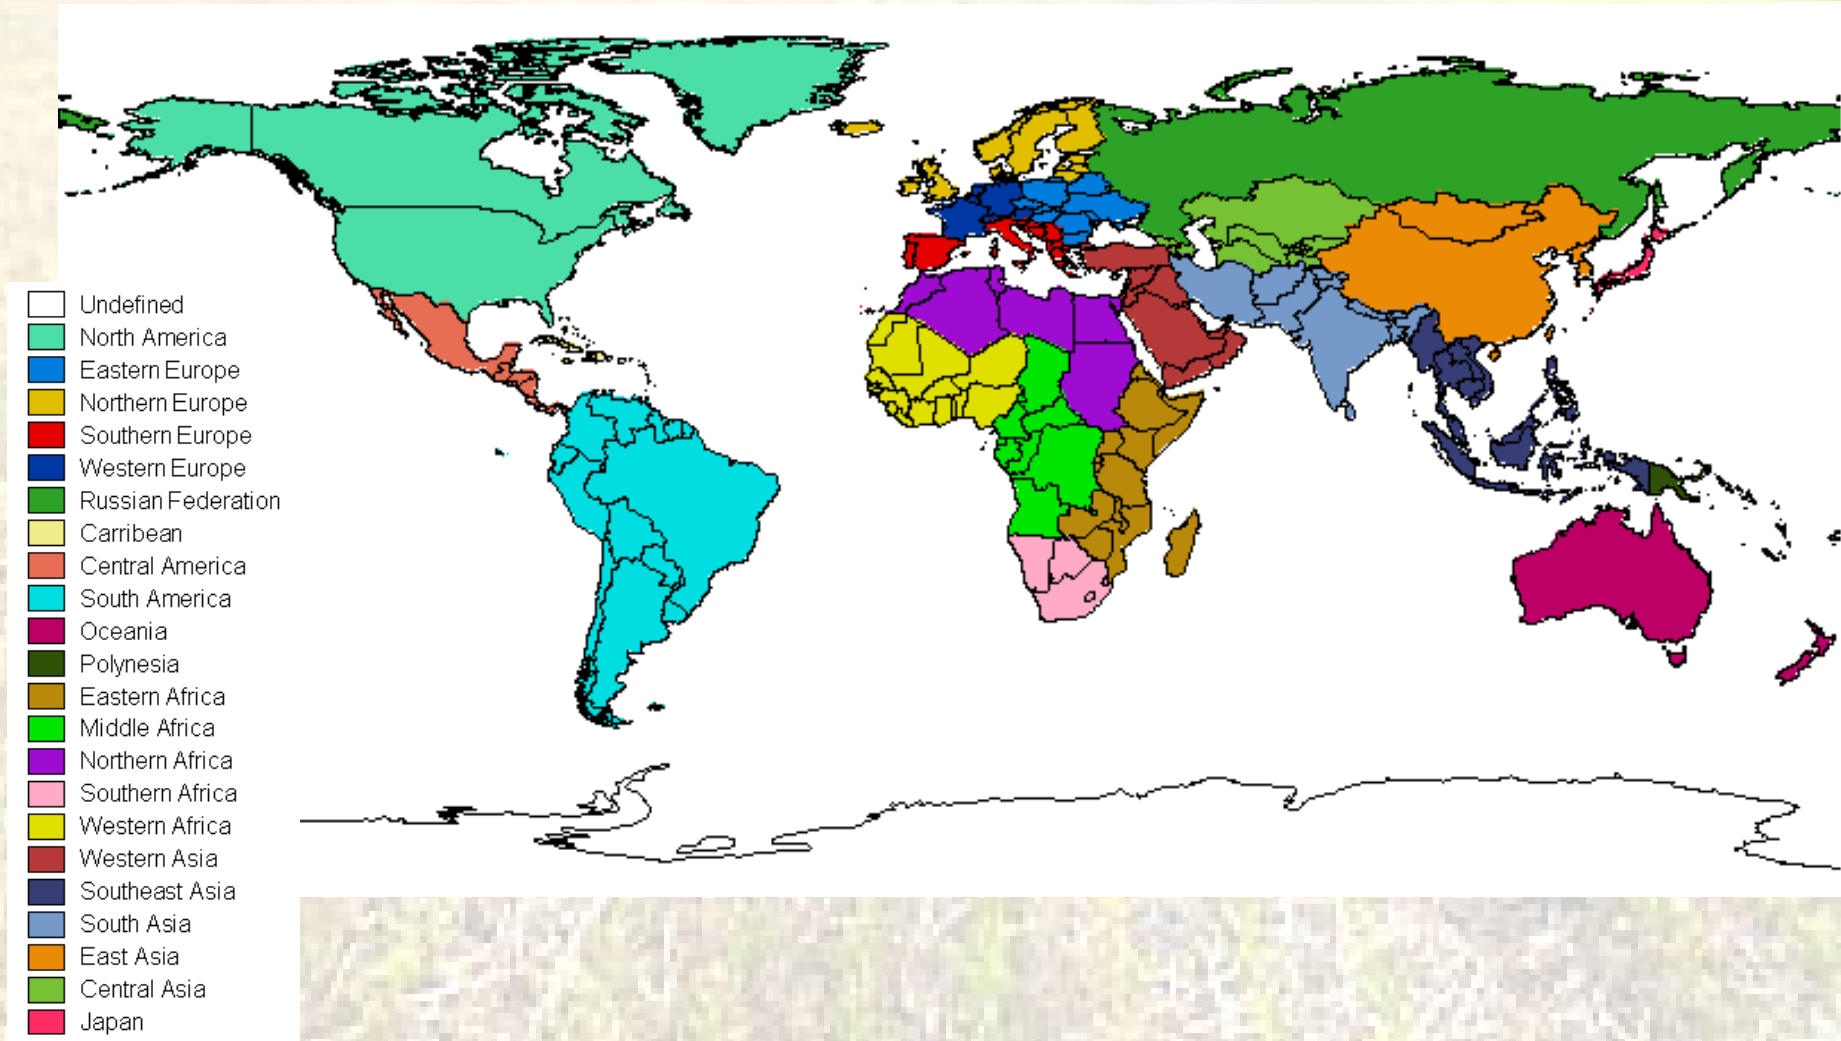 Undefined
North America
Eastern Europe
Northern Europe
Southern Europe
Western Europe
Russian Federation
Carribean
Central America
South America
Oceania
Polynesia
Eastern Africa
Middle Africa
Northern Africa
Southern Africa
Western Africa
Western Asia
Southeast Asia
South Asia
East Asia
Central Asia
Japan